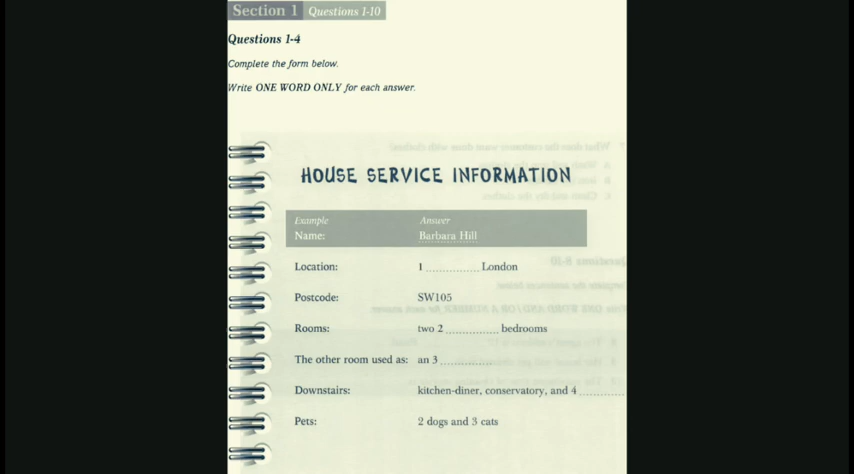 Section 1 Questions 1-10
Questions 1-4
Complete the form below.
Write ONE WORD ONLY for each answer.
HOUSE SERVICE INFORMATION
Example Answer
Name: Barbara Hill
Location: 1 ............... London
Postcode: SW105
Rooms: two 2 ............... bedrooms
The other room used as: an 3 ...............
Downstairs: kitchen-diner, conservatory, and 4 ...............
Pets: 2 dogs and 3 cats